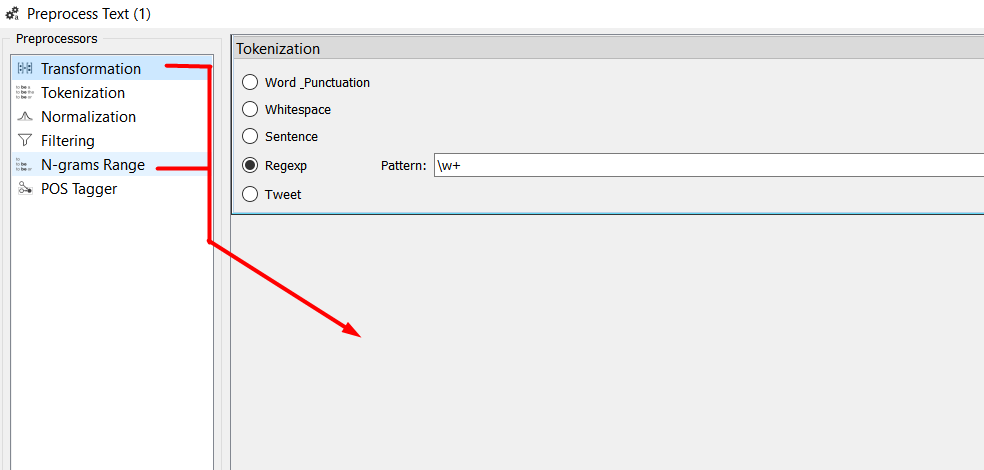 Preprocess Text (1)
Preprocessors
Transformation
Tokenization
Normalization
Filtering
N-grams Range
POS Tagger
Tokenization
Word _Punctuation
Whitespace
Sentence
Regexp Pattern: \w+
Tweet